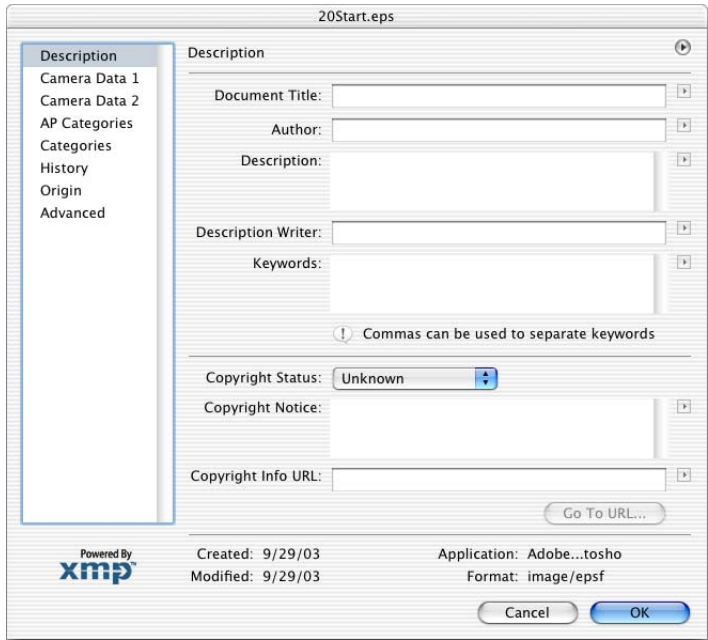 20Start.eps
Description
Camera Data 1
Camera Data 2
AP Categories
Categories
History
Origin
Advanced
Description
Document Title:
Author:
Description:
Description Writer:
Keywords:
! Commas can be used to separate keywords
Copyright Status: Unknown
Copyright Notice:
Copyright Info URL:
Go To URL...
Powered By
xmp™
Created: 9/29/03
Modified: 9/29/03
Application: Adobe...tosho
Format: image/epsf
Cancel
OK